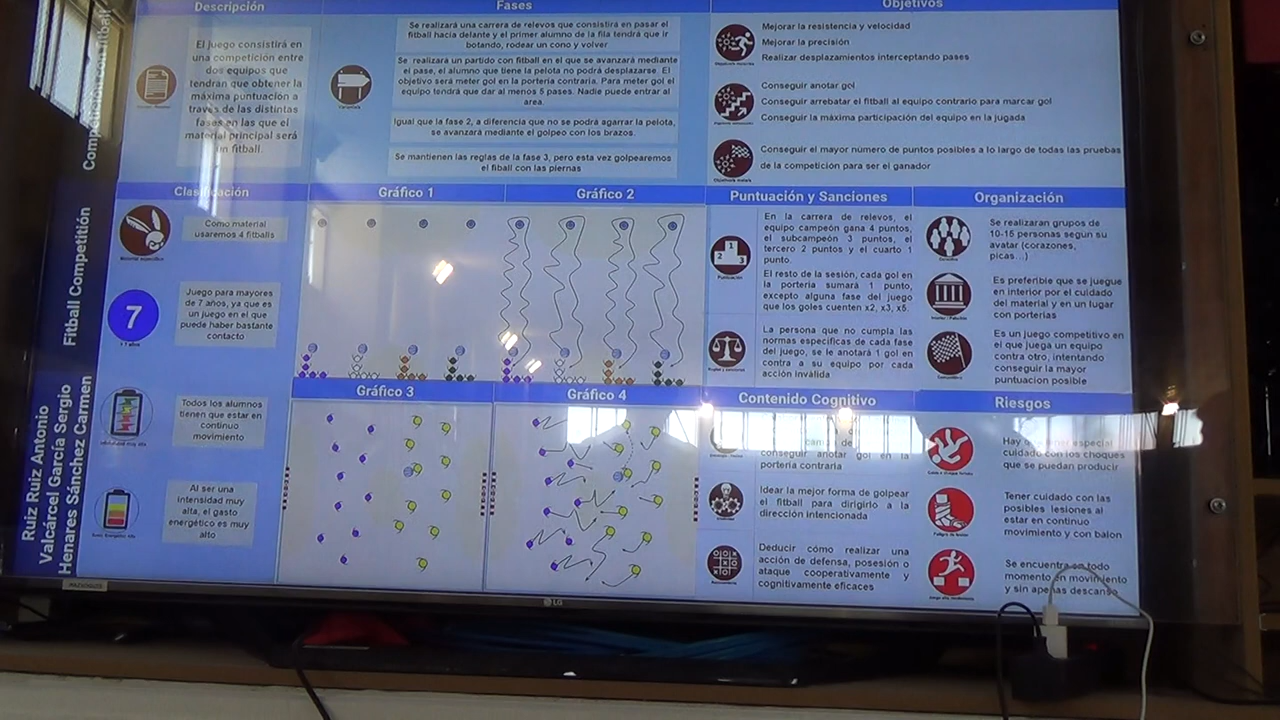 Descripción
Fases
Objetivos
El juego consistirá en
una competición entre
dos equipos que
tendrán que obtener la
máxima puntuación a
través de las distintas
fases en las que el
material principal será
un fitball.
Se realizará una carrera de relevos que consistirá en pasar el
fitball hacia delante y el primer alumno de la fila tendrá que ir
botando, rodear un cono y volver
Se realizará un partido con fitball en el que se avanzará mediante
el pase, el alumno que tiene la pelota no podrá desplazarse. El
objetivo será meter gol en la portería contraria. Para meter gol el
equipo tendrá que dar al menos 5 pases. Nadie puede entrar al
area.
Igual que la fase 2, a diferencia que no se podrá agarrar la pelota,
se avanzará mediante el golpeo con los brazos.
Se mantienen las reglas de la fase 3, pero esta vez golpearemos
el fiball con las piernas
Mejorar la resistencia y velocidad
Mejorar la precisión
Realizar desplazamientos interceptando pases
Conseguir anotar gol
Conseguir arrebatar el fitball al equipo contrario para marcar gol
Conseguir la máxima participación del equipo en la jugada
Conseguir el mayor número de puntos posibles a lo largo de todas las pruebas
de la competición para ser el ganador
Fitball Competition
Ruiz Ruiz Antonio
Valcárcel García Sergio
Henares Sánchez Carmen
Clasificación
Como material
usaremos 4 fitballs
7
Juego para mayores
de 7 años, ya que es
un juego en el que
puede haber bastante
contacto
Todos los alumnos
tienen que estar en
continuo
movimiento
Al ser una
intensidad muy
alta, el gasto
energético es muy
alto
Gráfico 1
Gráfico 2
Gráfico 3
Gráfico 4
Puntuación y Sanciones
1
2
3
En la carrera de relevos, el
equipo campeón gana 4 puntos,
el subcampeón 3 puntos, el
tercero 2 puntos y el cuarto 1
punto.
El resto de la sesión, cada gol en
la portería sumará 1 punto,
excepto alguna fase del juego
que los goles cuenten x2, x3, x5.
La persona que no cumpla las
normas especificas de cada fase
del juego, se le anotará 1 gol en
contra a su equipo por cada
acción inválida
Organización
Se realizaran grupos de
10-15 personas según su
avatar (corazones,
picas...)
Es preferible que se juegue
en interior por el cuidado
del material y en un lugar
con porterías
Es un juego competitivo en
el que juega un equipo
contra otro, intentando
conseguir la mayor
puntuacion posible
Contenido Cognitivo
conseguir anotar gol en la
portería contraria
Idear la mejor forma de golpear
el fitball para dirigirlo a la
dirección intencionada
Deducir cómo realizar una
acción de defensa, posesión o
ataque cooperativamente y
cognitivamente eficaces
Riesgos
Hay especial
cuidado con los choques
que se puedan producir
Tener cuidado con las
posibles lesiones al
estar en continuo
movimiento y con balon
Se encuentra en todo
momento en movimiento
y sin apenas descanso
LG